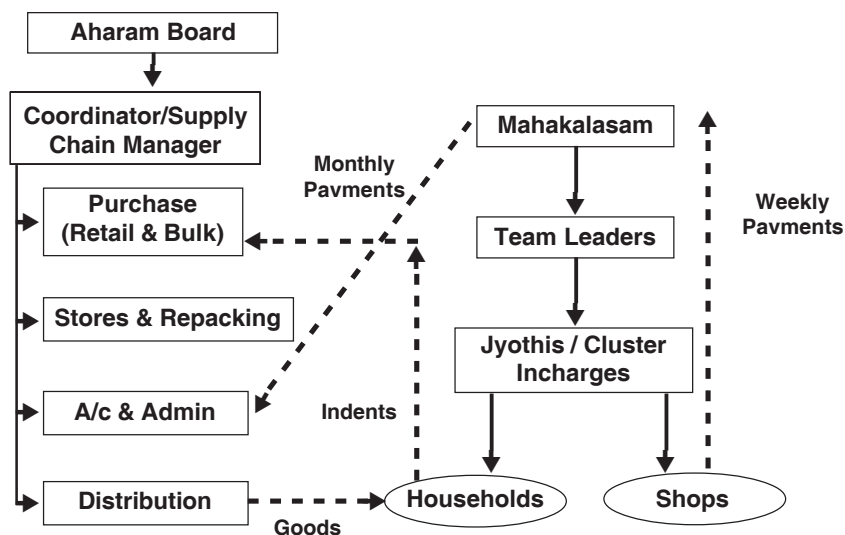 Aharam Board
Coordinator/Supply
Chain Manager
Purchase
(Retail & Bulk)
Stores & Repacking
A/c & Admin
Distribution
Monthly
Pavments
Indents
Goods
Mahakalasam
Team Leaders
Jyothis / Cluster
Incharges
Households
Shops
Weekly
Pavments